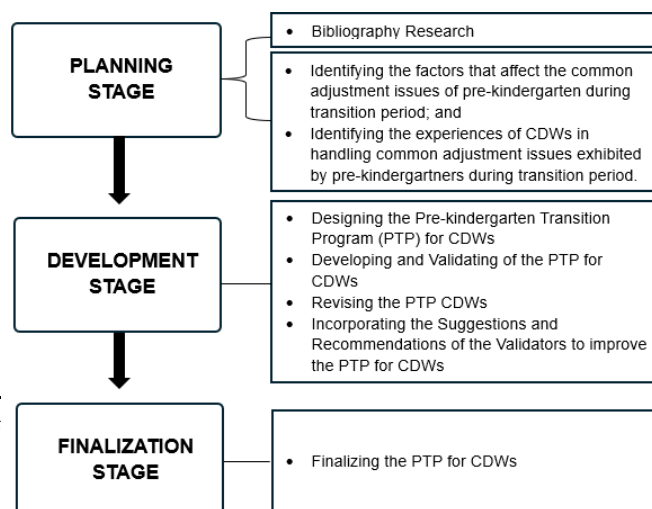 PLANNING
STAGE
• Bibliography Research
• Identifying the factors that affect the common
adjustment issues of pre-kindergarten during
transition period; and
• Identifying the experiences of CDWs in
handling common adjustment issues exhibited
by pre-kindergartners during transition period.
DEVELOPMENT
STAGE
• Designing the Pre-kindergarten Transition
Program (PTP) for CDWs
• Developing and Validating of the PTP for
CDWs
• Revising the PTP CDWs
• Incorporating the Suggestions and
Recommendations of the Validators to improve
the PTP for CDWs
FINALIZATION
STAGE
• Finalizing the PTP for CDWs